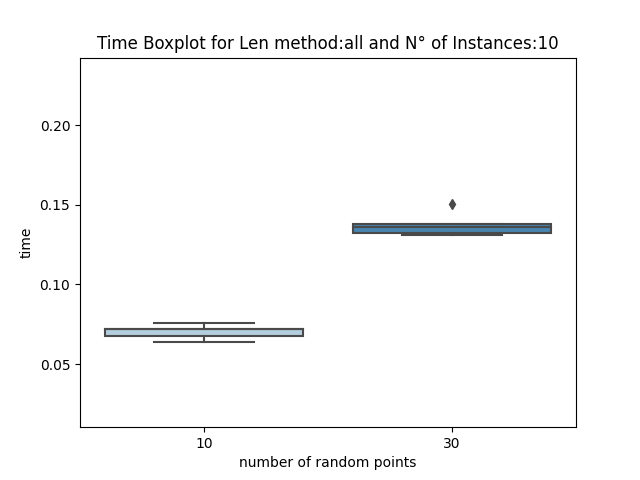 Time Boxplot for Len method:all and N° of Instances:10
0.20
0.15
time
0.10
0.05
10 30
number of random points